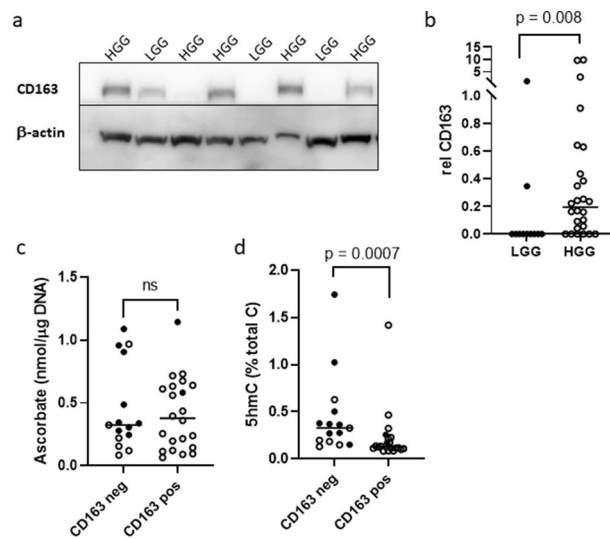 a
HGG LGG HGG HGG LGG HGG LGG HGG
CD163
β-actin
b
p = 0.008
rel CD163
15
10
5
1.0
0.8
0.6
0.4
0.2
0.0
LGG HGG
c
ns
Ascorbate (nmol/µg DNA)
1.5
1.0
0.5
0.0
CD163 neg CD163 pos
d
p = 0.0007
5hmC (% total C)
2.0
1.5
1.0
0.5
0.0
CD163 neg CD163 pos